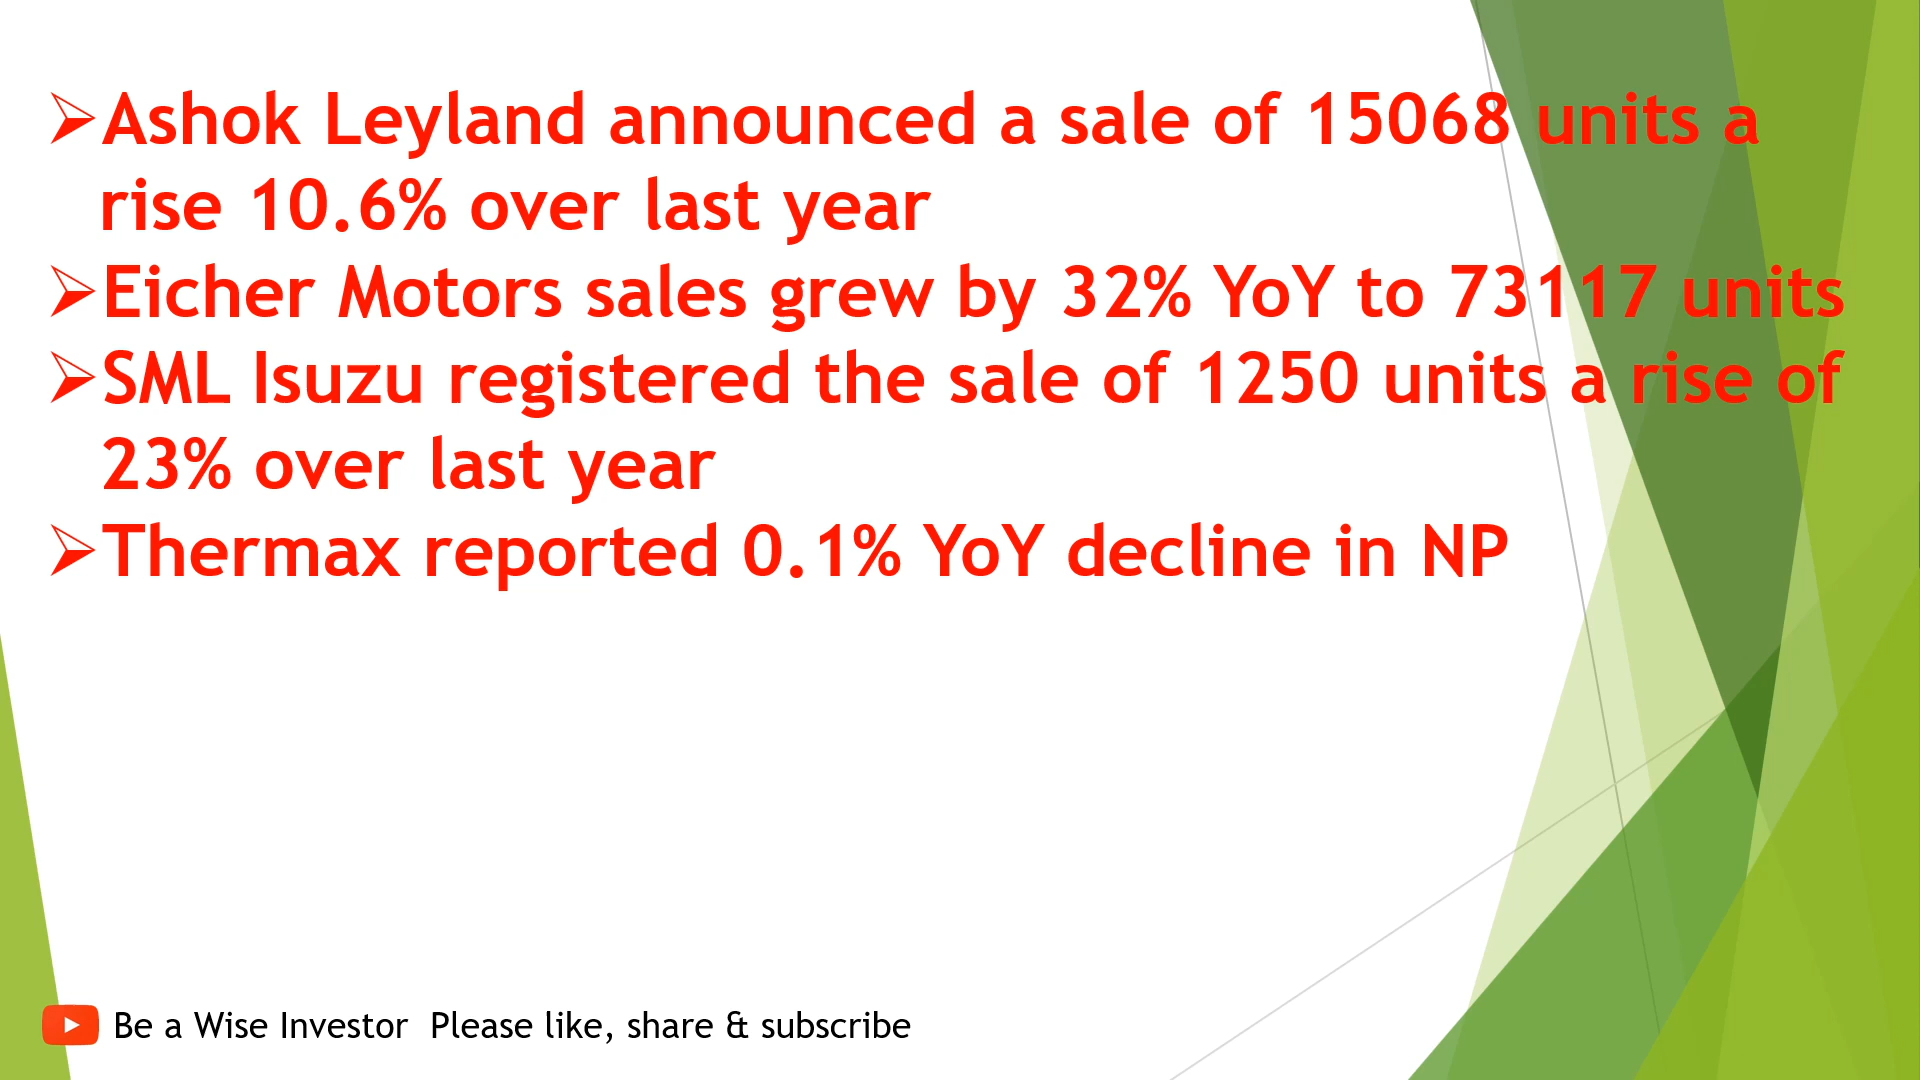 ➢Ashok Leyland announced a sale of 15068 units a
rise 10.6% over last year
➢Eicher Motors sales grew by 32% YoY to 73117 units
➢SML Isuzu registered the sale of 1250 units a rise of
23% over last year
➢Thermax reported 0.1% YoY decline in NP
Be a Wise Investor  Please like, share & subscribe